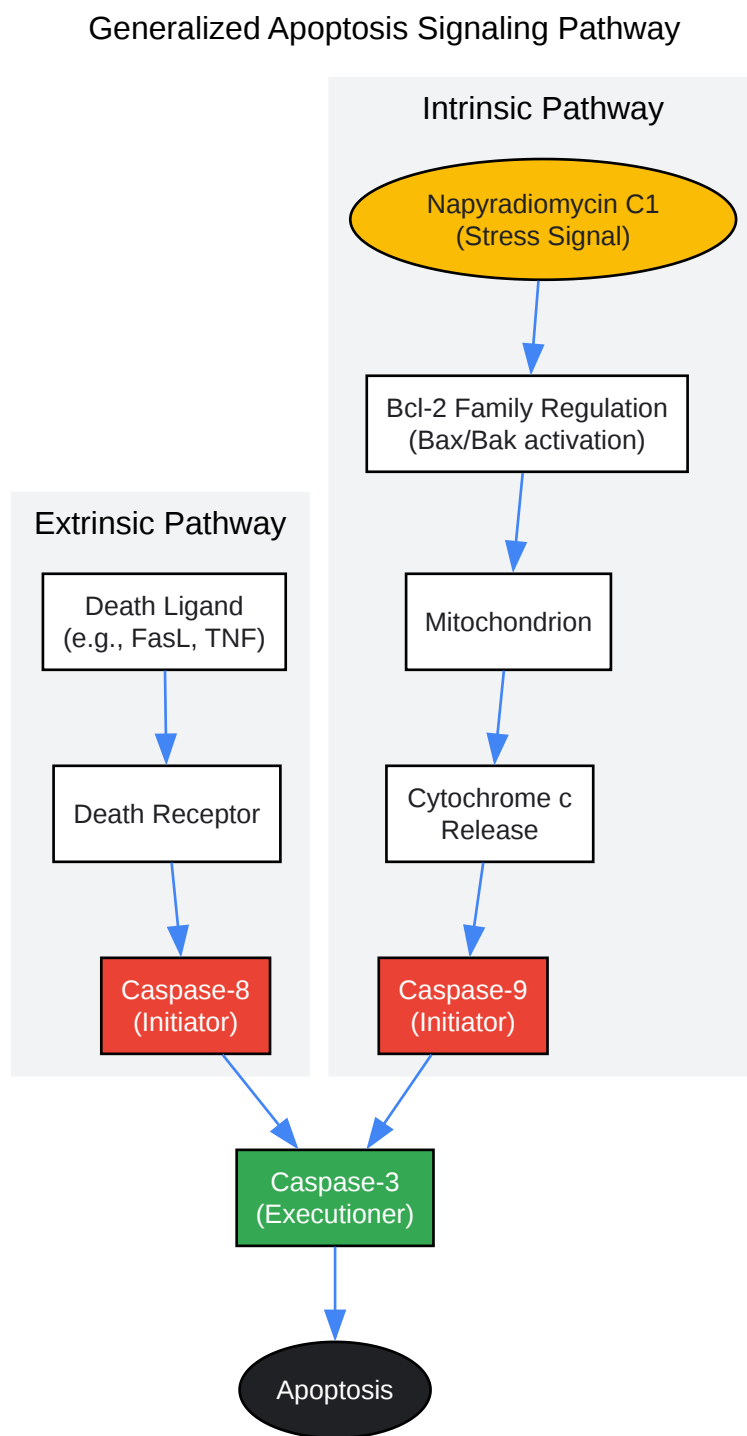 Generalized Apoptosis Signaling Pathway
Intrinsic Pathway
Napyradiomycin C1
(Stress Signal)
Bcl-2 Family Regulation
(Bax/Bak activation)
Extrinsic Pathway
Death Ligand
(e.g., FasL, TNF)
Mitochondrion
Death Receptor
Cytochrome c
Release
Caspase-8
(Initiator)
Caspase-9
(Initiator)
Caspase-3
(Executioner)
Apoptosis